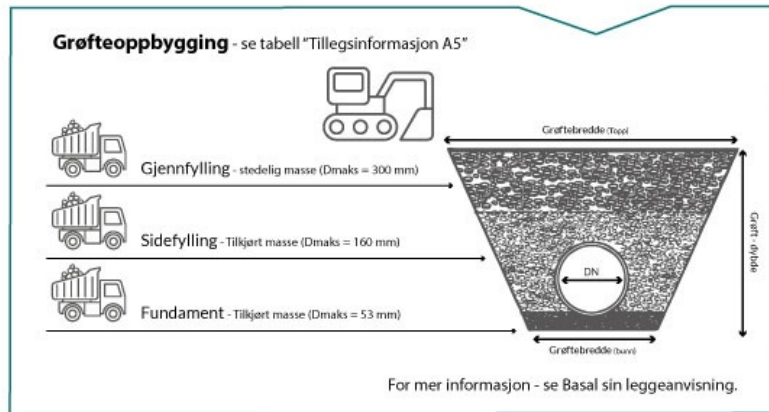 Grøfteoppbygging - se tabell "Tillegsinformasjon A5"
Grøftebredde (Topp)
Gjennfylling - stedelig masse (Dmaks = 300 mm)
Sidefylling - Tilkjørt masse (Dmaks = 160 mm)
Grøft - dybde
DN
Fundament - Tilkjørt masse (Dmaks = 53 mm)
Grøftebredde (bunn)
For mer informasjon - se Basal sin leggeanvisning.